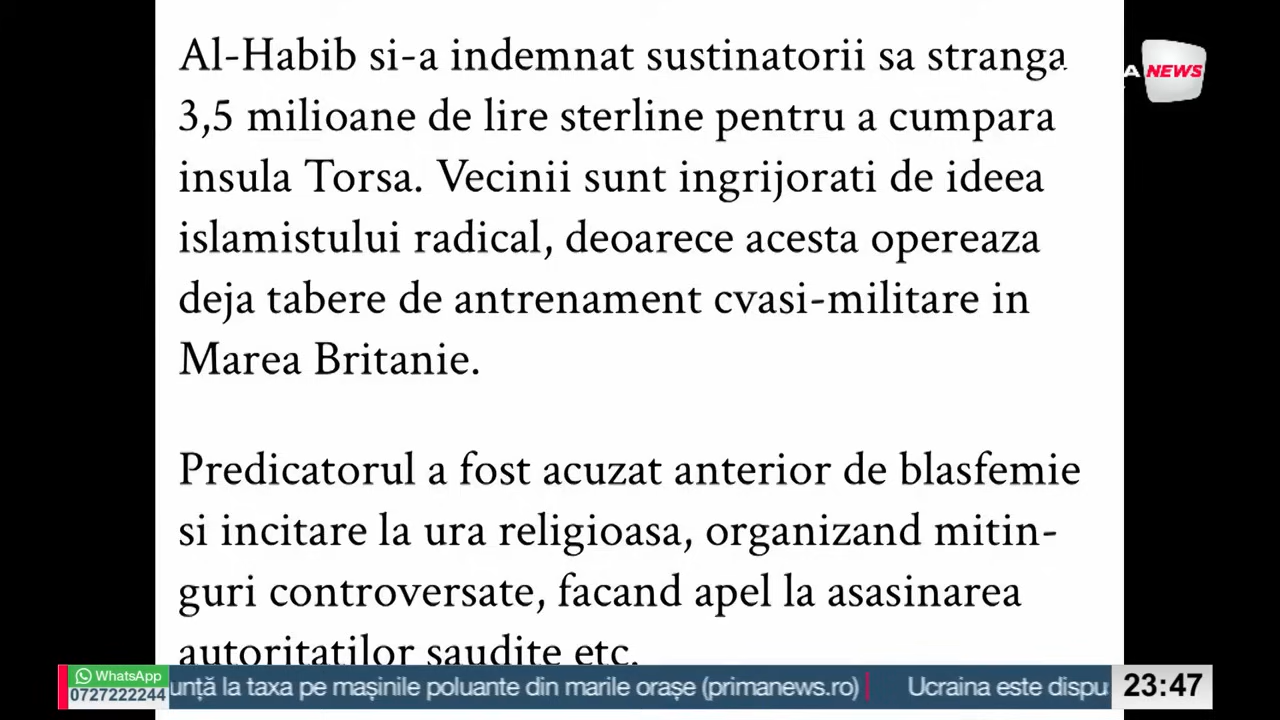 Al-Habib si-a indemnat sustinatorii sa stranga
3,5 milioane de lire sterline pentru a cumpara
insula Torsa. Vecinii sunt ingrijorati de ideea
islamistului radical, deoarece acesta opereaza
deja tabere de antrenament cvasi-militare in
Marea Britanie.
Predicatorul a fost acuzat anterior de blasfemie
si incitare la ura religioasa, organizand mitin-
guri controversate, facand apel la asasinarea
autoritatilor saudite etc.
A NEWS
WhatsApp
0727222244
unță la taxa pe mașinile poluante din marile orașe (primanews.ro) Ucraina este dispu
23:47